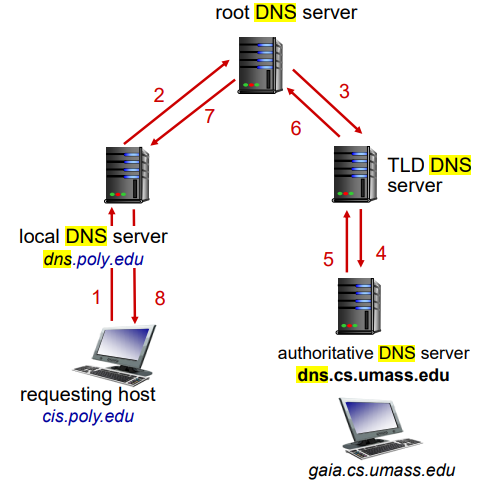 root DNS server
2
3
7
6
TLD DNS
server
local DNS server
dns.poly.edu
1
8
5
4
authoritative DNS server
dns.cs.umass.edu
requesting host
cis.poly.edu
gaia.cs.umass.edu